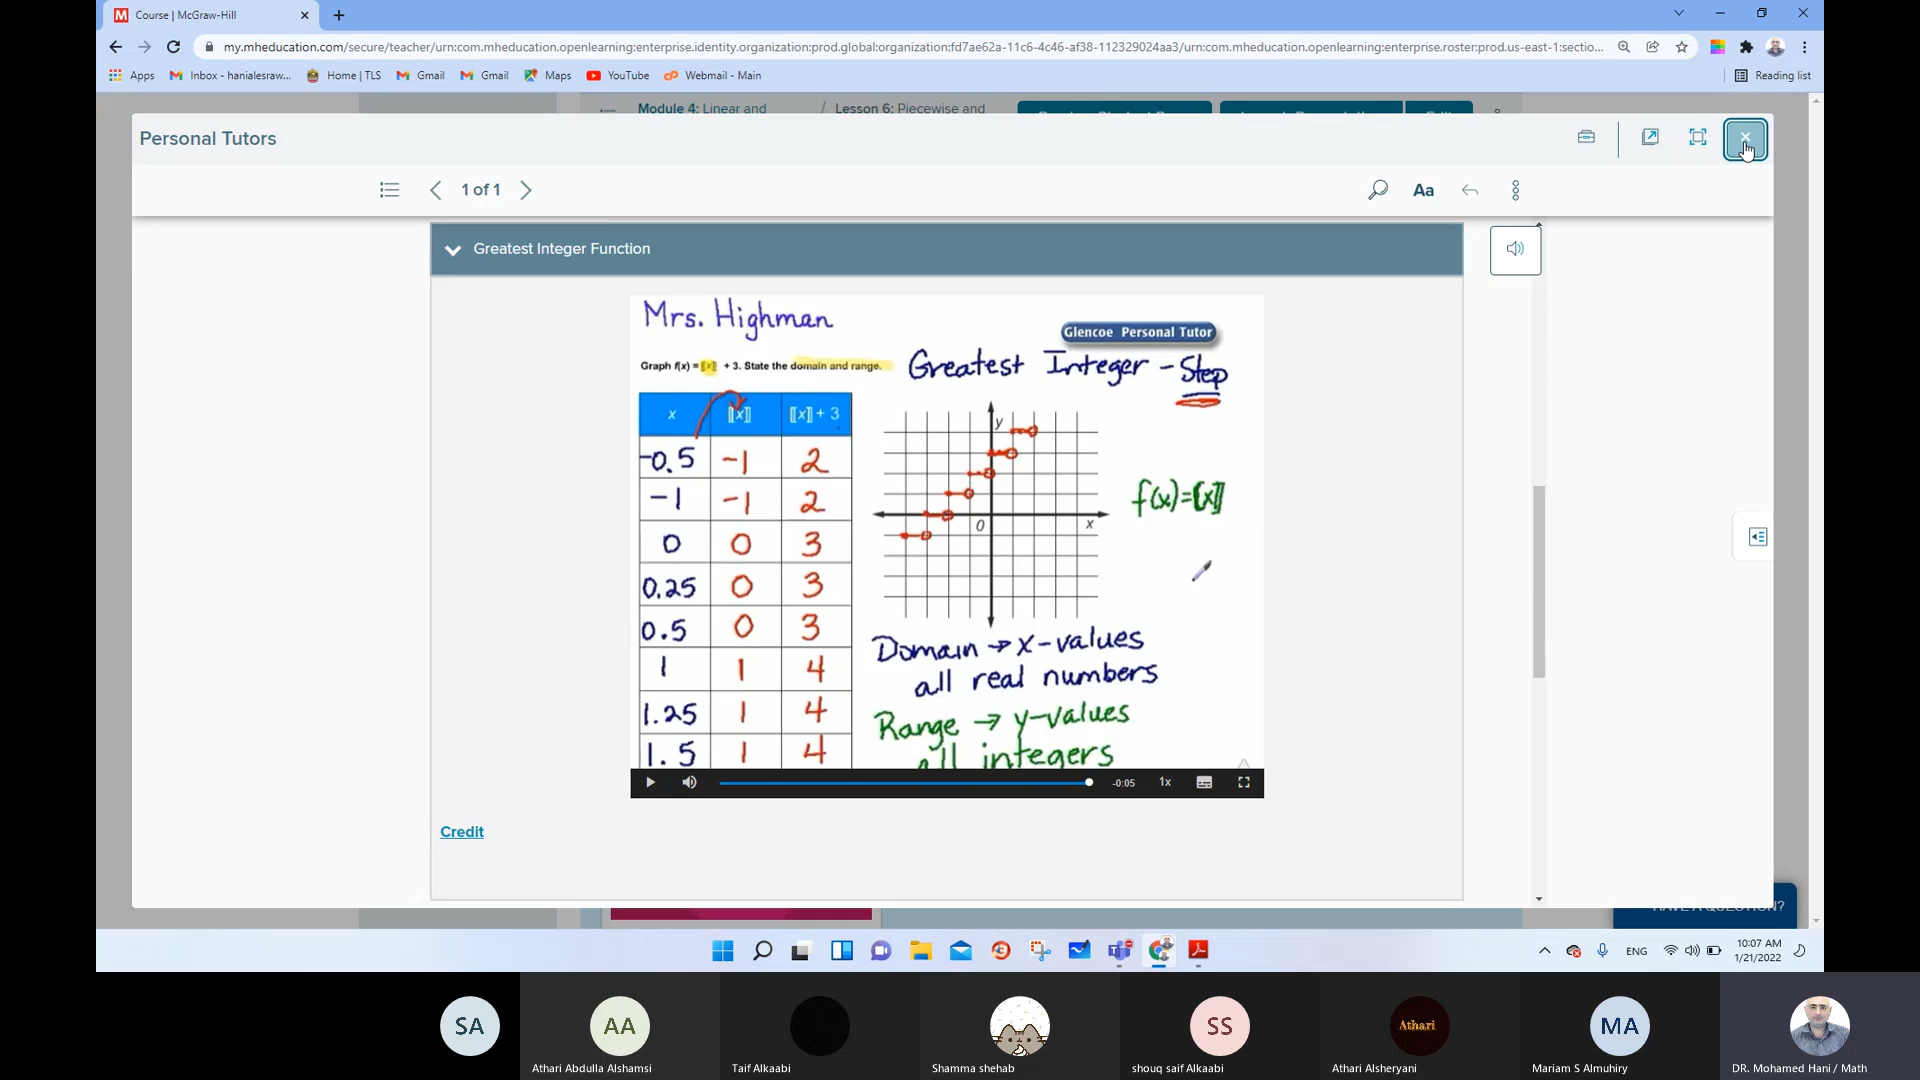 Course | McGraw-Hill
my.mheducation.com/secure/teacher/urn:com.mheducation.openlearning:enterprise.identity.organization:prod.global:organization:fd7ae62a-11c6-4c46-af38-112329024aa3/urn:com.mheducation.openlearning:enterprise.roster:prod.us-east-1:sectio...
Apps Inbox - hanialesraw... Home | TLS Gmail Gmail Maps YouTube Webmail - Main Reading list
Module 4: Linear and / Lesson 6: Piecewise and
Personal Tutors
1 of 1 Aa
Greatest Integer Function
Mrs. Highman
Glencoe Personal Tutor
Graph f(x) = ⟦x⟧ + 3. State the domain and range.
Greatest Integer - Step
x ⟦x⟧ ⟦x⟧ + 3
-0.5 -1 2
-1 -1 2
0 0 3
0.25 0 3
0.5 0 3
1 1 4
1.25 1 4
1.5 1 4
y
0 x
f(x)=⟦x⟧
Domain → x-values
all real numbers
Range → y-values
all integers
-0:05 1x
Credit
HAVE A QUESTION?
ENG 10:07 AM
1/21/2022
SA AA SS Athari MA
Athari Abdulla Alshamsi Taif Alkaabi Shamma shehab shouq saif Alkaabi Athari Alsheryani Mariam S Almuhiry DR. Mohamed Hani / Math